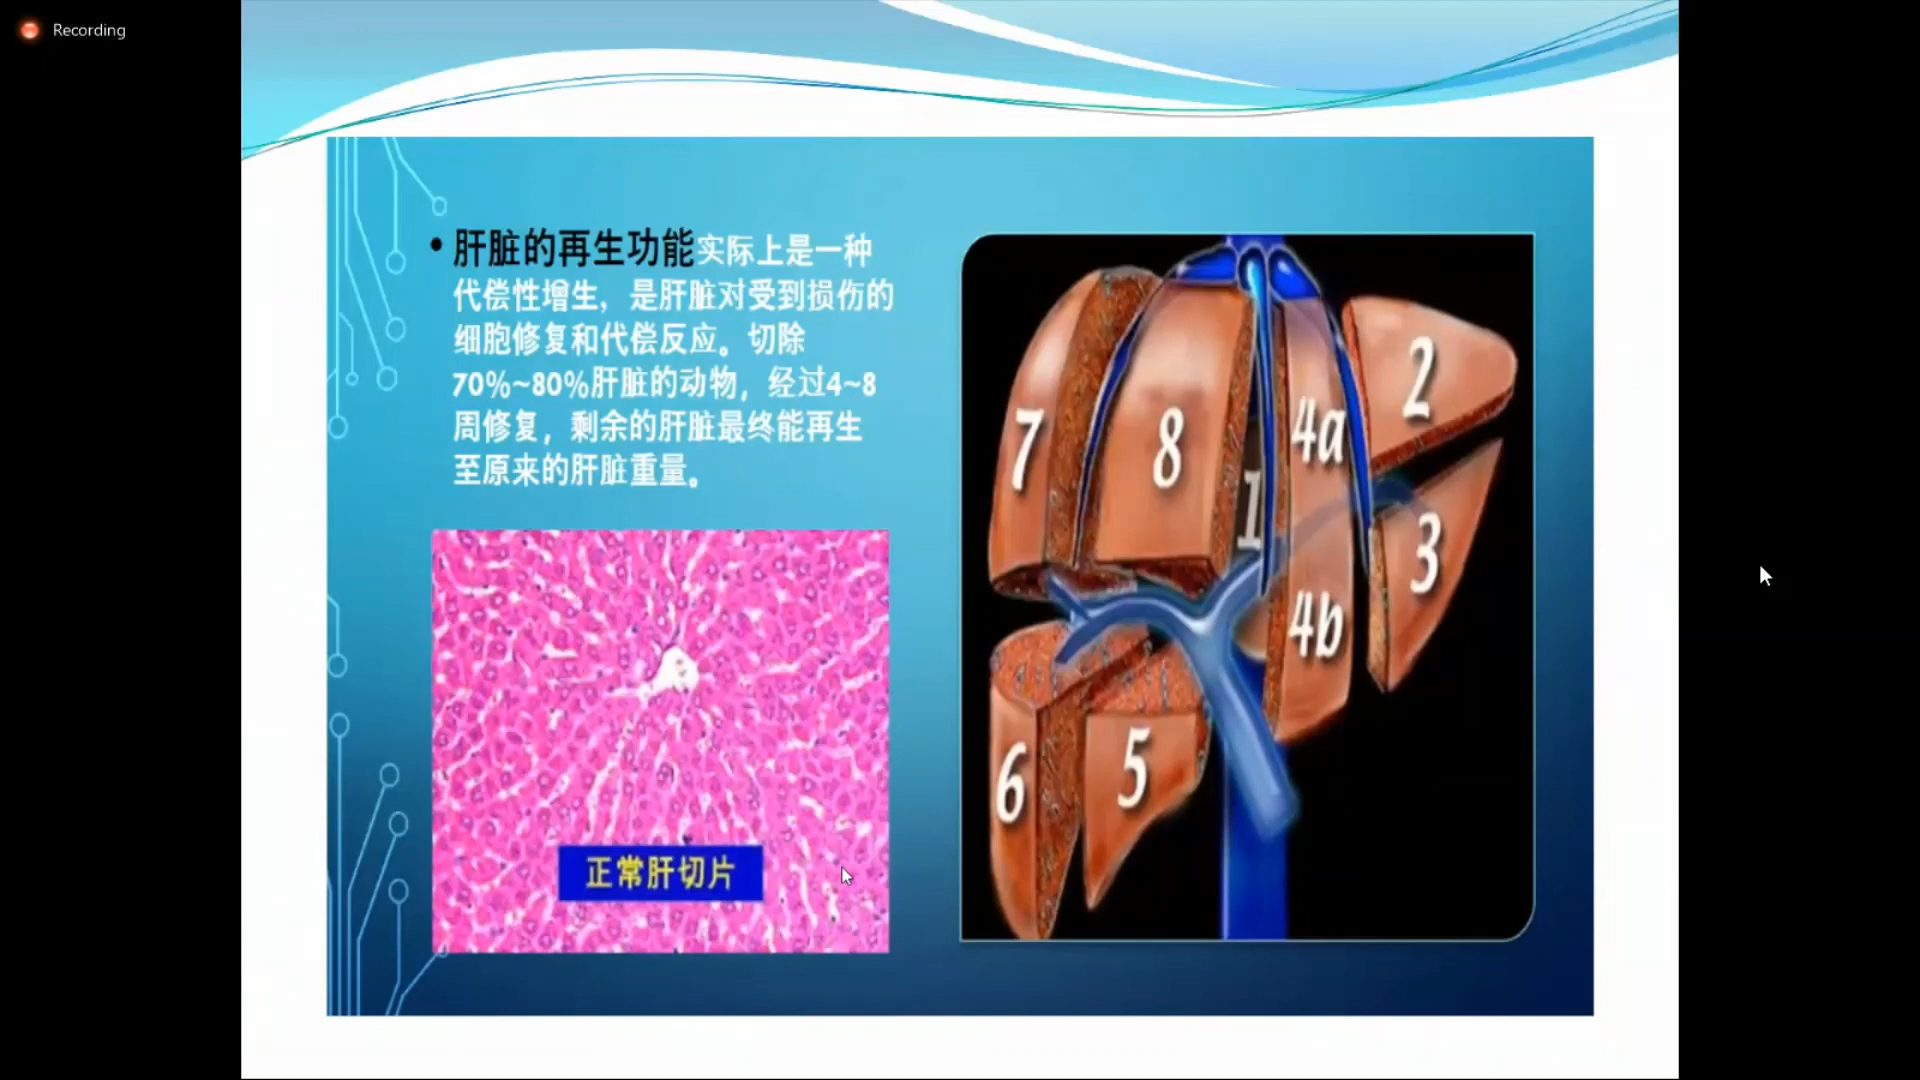 Recording
• 肝脏的再生功能实际上是一种
代偿性增生，是肝脏对受到损伤的
细胞修复和代偿反应。切除
70%~80%肝脏的动物，经过4~8
周修复，剩余的肝脏最终能再生
至原来的肝脏重量。
正常肝切片
7
8
1
4a
2
3
4b
6
5